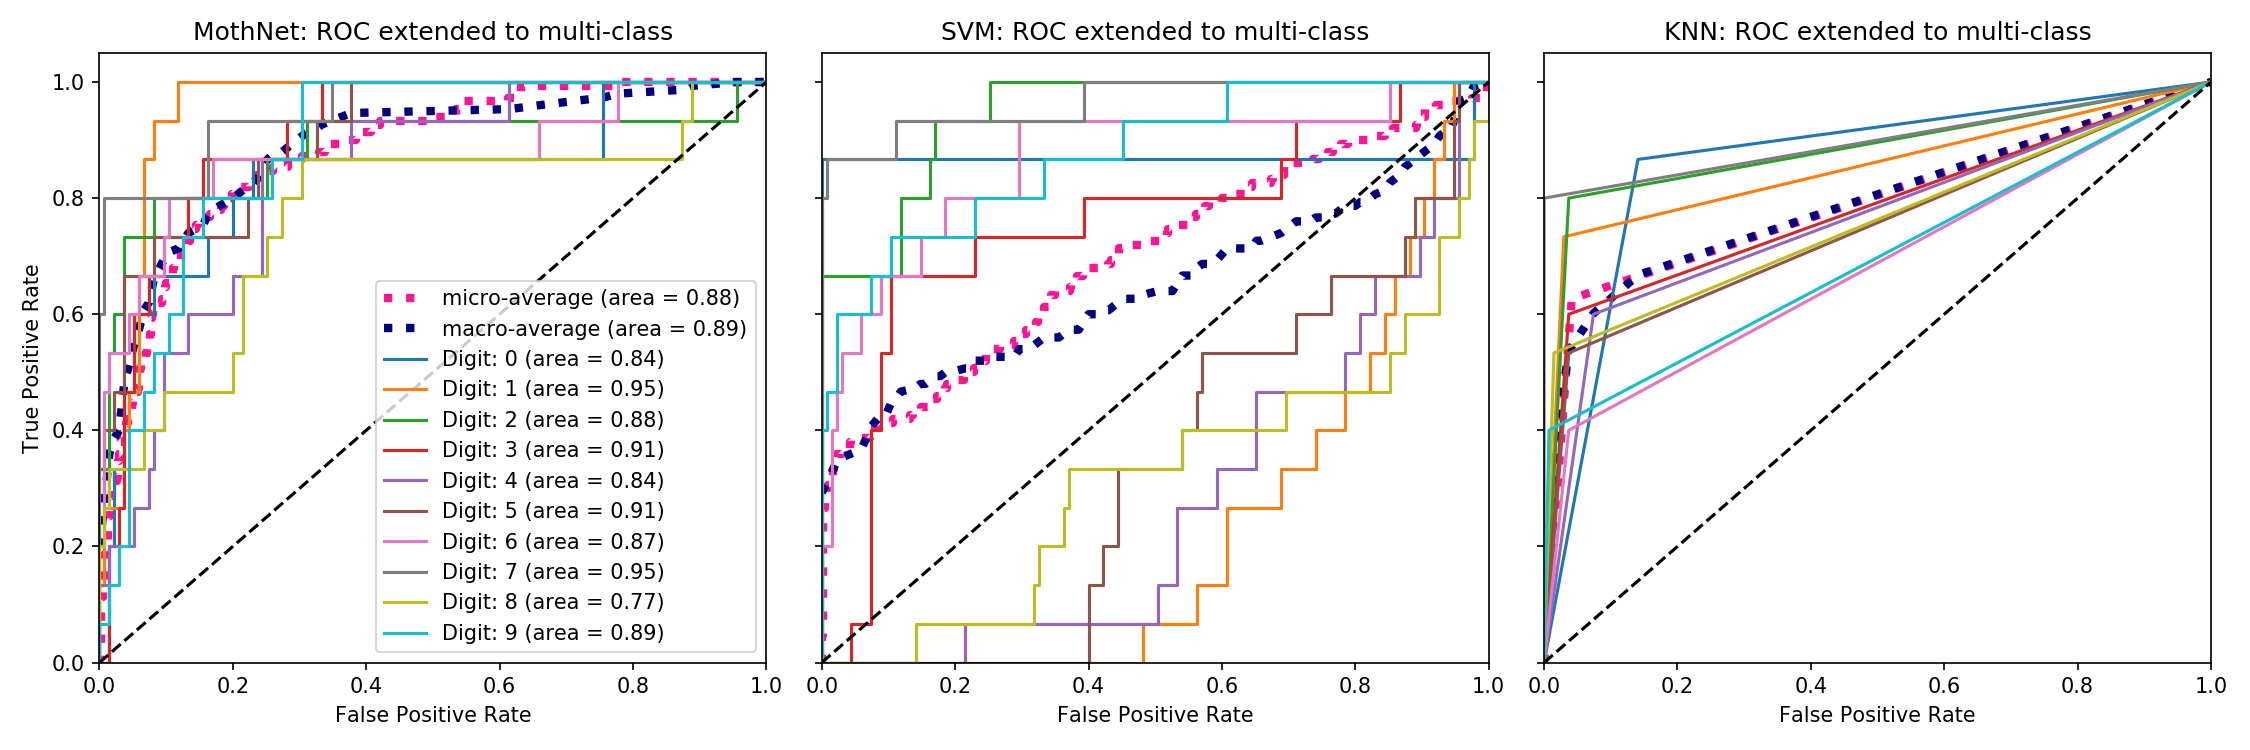 MothNet: ROC extended to multi-class
SVM: ROC extended to multi-class
KNN: ROC extended to multi-class
True Positive Rate
1.0
0.8
0.6
0.4
0.2
0.0
micro-average (area = 0.88)
macro-average (area = 0.89)
Digit: 0 (area = 0.84)
Digit: 1 (area = 0.95)
Digit: 2 (area = 0.88)
Digit: 3 (area = 0.91)
Digit: 4 (area = 0.84)
Digit: 5 (area = 0.91)
Digit: 6 (area = 0.87)
Digit: 7 (area = 0.95)
Digit: 8 (area = 0.77)
Digit: 9 (area = 0.89)
0.0 0.2 0.4 0.6 0.8 1.0
False Positive Rate
0.0 0.2 0.4 0.6 0.8 1.0
False Positive Rate
0.0 0.2 0.4 0.6 0.8 1.0
False Positive Rate